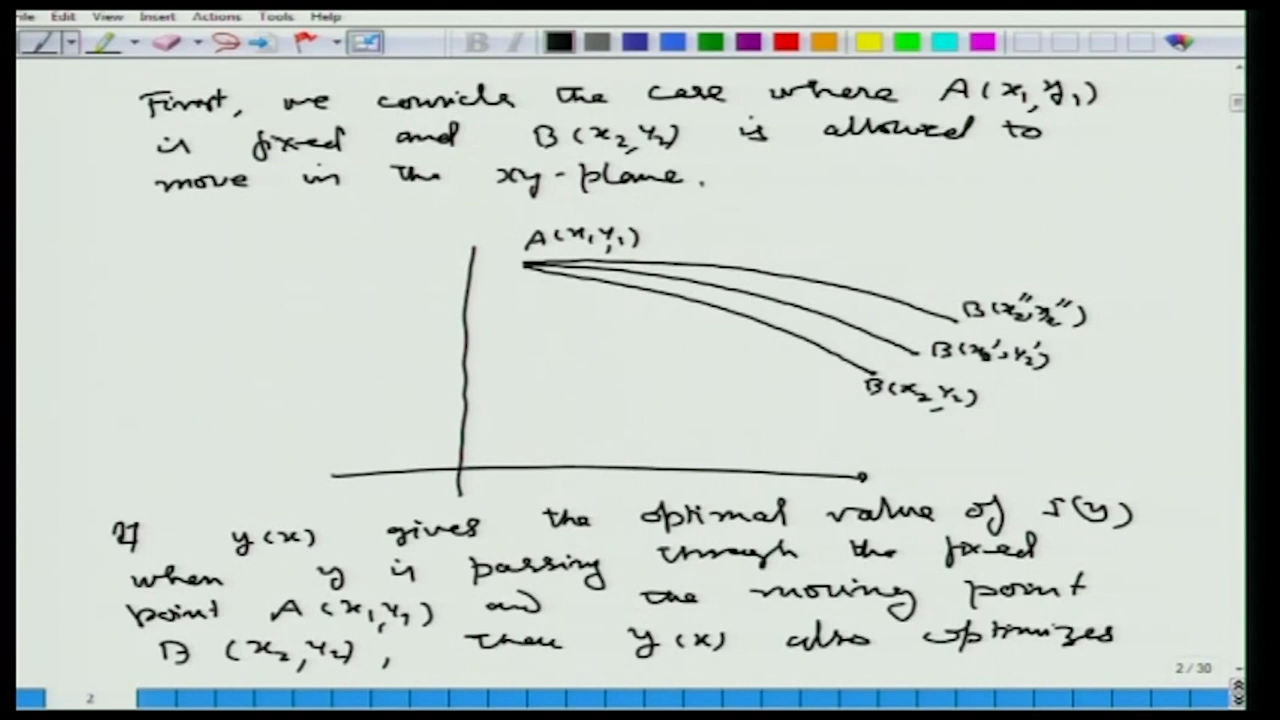 File Edit View Insert Actions Tools Help
B I
First, we consider the case where A(x₁,y₁)
is fixed and B(x₂,y₂) is allowed to
move in the xy-plane.
A(x₁,y₁)
B(x₂'',y₂'')
B(x₂',y₂')
B(x₂,y₂)
If y(x) gives the optimal value of J(y)
when y is passing through the fixed
point A(x₁,y₁) and the moving point
B (x₂,y₂), then y(x) also optimizes
2/30
2